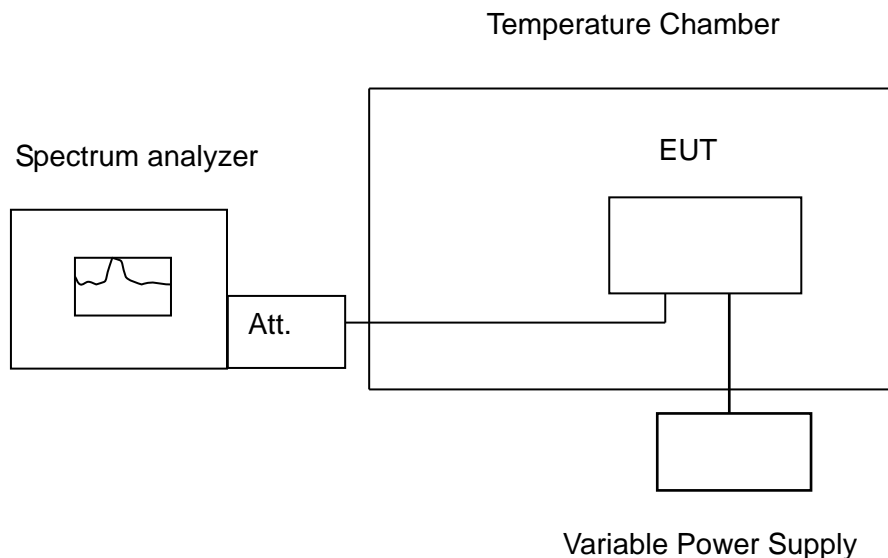 Temperature Chamber
Spectrum analyzer
EUT
Att.
Variable Power Supply